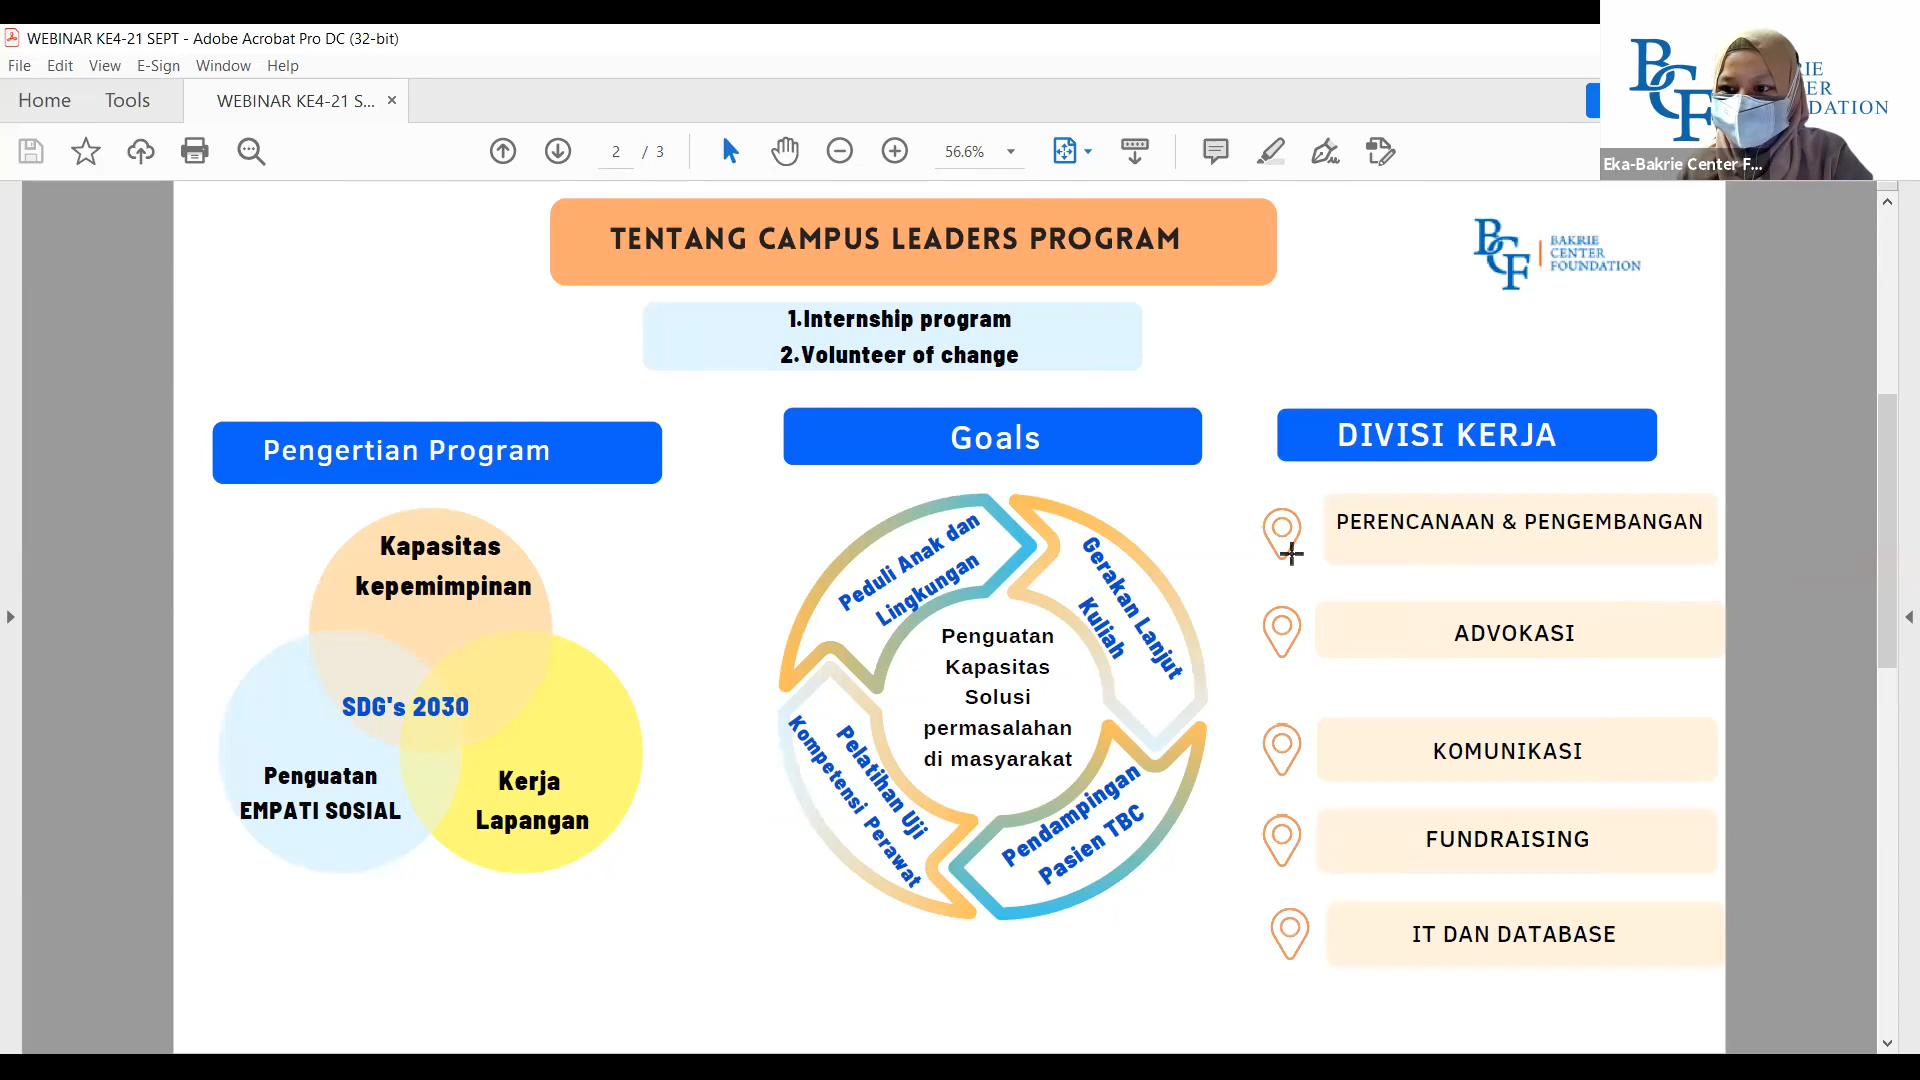 WEBINAR KE4-21 SEPT - Adobe Acrobat Pro DC (32-bit)
File Edit View E-Sign Window Help
Home Tools WEBINAR KE4-21 S... ×
2 / 3 56.6%
BCF
RIE
ER
DATION
Eka-Bakrie Center F...
TENTANG CAMPUS LEADERS PROGRAM
BCF
BAKRIE
CENTER
FOUNDATION
1.Internship program
2.Volunteer of change
Pengertian Program
Kapasitas
kepemimpinan
SDG's 2030
Penguatan
EMPATI SOSIAL
Kerja
Lapangan
Goals
Peduli Anak dan
Lingkungan
Gerakan Lanjut
Kuliah
Penguatan
Kapasitas
Solusi
permasalahan
di masyarakat
Pelatihan Uji
Kompetensi Perawat
Pendampingan
Pasien TBC
DIVISI KERJA
PERENCANAAN & PENGEMBANGAN
ADVOKASI
KOMUNIKASI
FUNDRAISING
IT DAN DATABASE